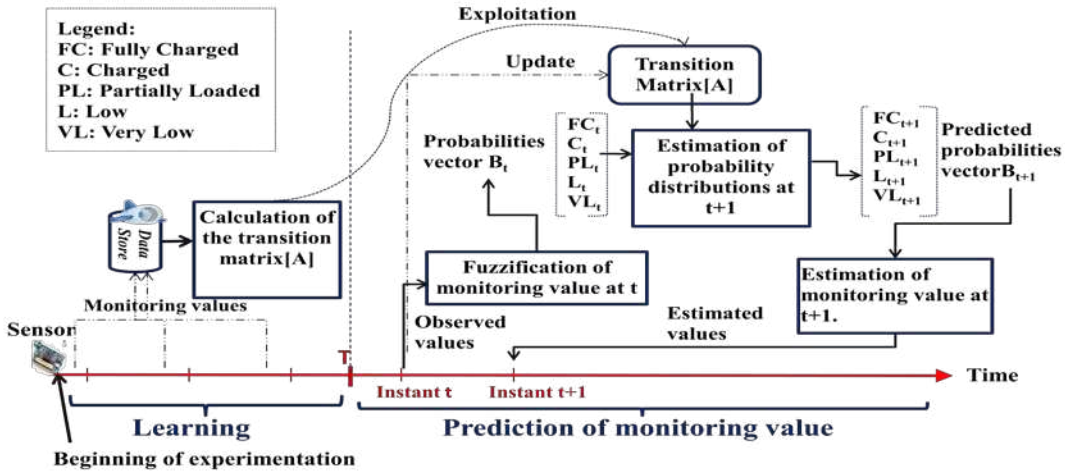 Legend:
FC: Fully Charged
C: Charged
PL: Partially Loaded
L: Low
VL: Very Low
Exploitation
Update
Transition
Matrix[A]
Probabilities
vector Bt
FCt
Ct
PLt
Lt
VLt
Estimation of
probability
distributions at
t+1
FCt+1
Ct+1
PLt+1
Lt+1
VLt+1
Predicted
probabilities
vectorBt+1
Data
Store
Calculation of
the transition
matrix[A]
Fuzzification of
monitoring value at t
Estimation of
monitoring value at
t+1.
Monitoring values
Sensor
Observed
values
Estimated
values
T
Instant t
Instant t+1
Time
Learning
Prediction of monitoring value
Beginning of experimentation